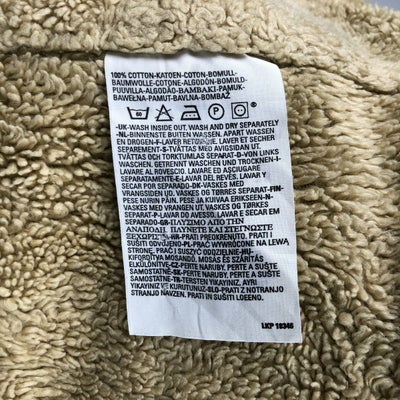 100% COTTON-KATOEN-COTON-BOMULL-
BAUMWOLLE-COTONE-BOMULD-
PUUVILLA-ALGODÃO-BAMBAKI-PAMUK-
BAWEŁNA-PAMUT-BAVLNA-BOMBAŽ
60 P
-UK-WASH INSIDE OUT. WASH AND DRY SEPARATELY
-NL-BINNENSTE BUITEN WASSEN. APART WASSEN
EN DROGEN-F-LAVER RETOURNÉ. LAVER ET SECHER
SEPAREMENT-S-TVÄTTAS MED AVIGSIDAN UT.
TVÄTTAS OCH TORKTUMLAS SEPARAT-D-VON LINKS
WASCHEN. GETRENNT WASCHEN UND TROCKNEN-I-
LAVARE AL ROVESCIO. LAVARE ED ASCIUGARE
SEPARATAMENTE-E-LAVAR DEL REVÉS. LAVAR Y
SECAR POR SEPARADO-DK-VASKES MED
VRANGEN UD. VASKES OG TØRRES SEPARAT-FIN-
PESE NURIN PÄIN. PESE JA KUIVAA ERIKSEEN-N-
VASKES MED VRANGEN UT. VASKES OG TØRKES
SEPARAT-P-LAVAR DO AVESSO. LAVAR E SECAR EM
SEPARADO-GR-ΠΛΥΣΙΜΟ ΑΠΟ ΤΗΝ
ΑΝΑΠΟΔΗ. ΠΛΥΝΕΤΕ ΚΑΙ ΣΤΕΓΝΩΣΤΕ
ΞΕΧΩΡΙΣΤΑ-HR-PRATI PREOKRENUTO. PRATI I
SUŠITI ODVOJENO-PL-PRAĆ WYWRÓCONE NA LEWĄ
STRONĘ. PRAĆ I SUSZYĆ ODDZIELNIE-HU-
KIFORDÍTVA MOSANDÓ. MOSÁS ÉS SZÁRÍTÁS
ELKÜLÖNÍTVE-CZ-PERTE NARUBY. PERTE A SUŠTE
SAMOSTATNĚ-SK-PERTE NARUBY. PERTE A SUŠTE
SAMOSTATNE-TR-TERSTEN YIKAYINIZ. AYRI
YIKAYINIZ VE KURUTUNUZ-SLO-PRATI Z NOTRANJO
STRANJO NAVZVEN. PRATI IN SUŠITI LOČENO.
LKP 18346